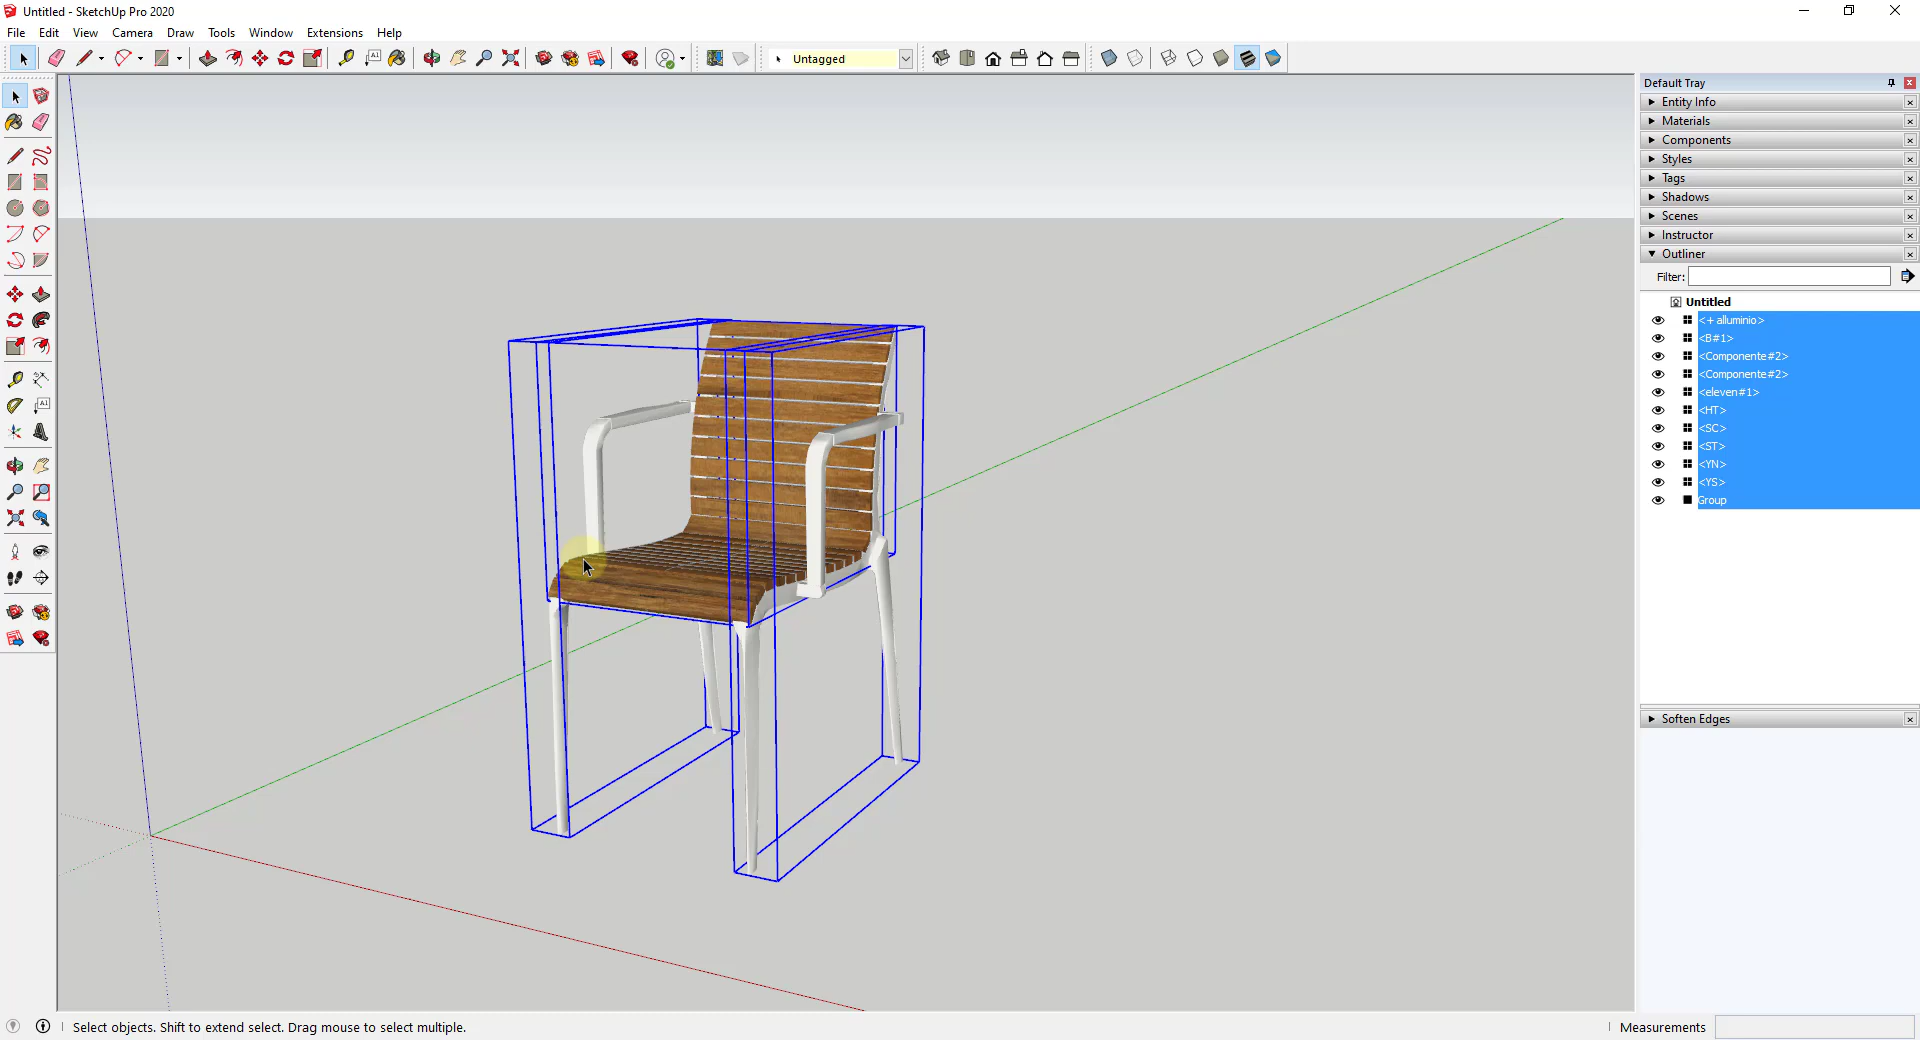 Untitled - SketchUp Pro 2020
File Edit View Camera Draw Tools Window Extensions Help
Untagged
Default Tray
Entity Info
Materials
Components
Styles
Tags
Shadows
Scenes
Instructor
Outliner
Filter:
Untitled
<+ alluminio>
<B#1>
<Componente#2>
<Componente#2>
<eleven#1>
<HT>
<SC>
<ST>
<YN>
<YS>
Group
Soften Edges
Select objects. Shift to extend select. Drag mouse to select multiple.
Measurements